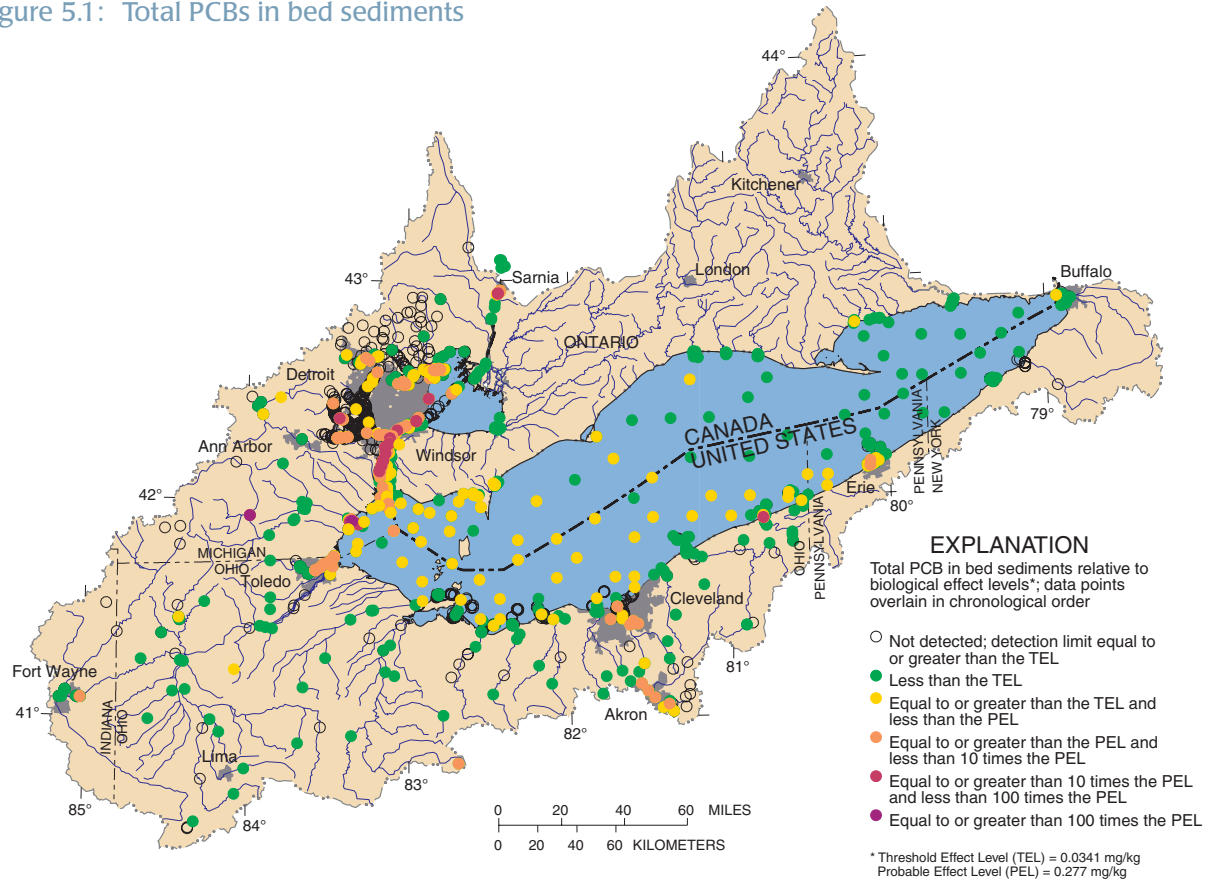 gure 5.1: Total PCBs in bed sediments
44°
Kitchener
43°
Sarnia
London
Buffalo
ONTARIO
Detroit
79°
Ann Arbor
Windsor
CANADA
UNITED STATES
PENNSYLVANIA
NEW YORK
42°
Erie
80°
MICHIGAN
OHIO
Toledo
OHIO
PENNSYLVANIA
Cleveland
81°
Fort Wayne
41°
Akron
82°
INDIANA
OHIO
Lima
83°
85°
84°
0 20 40 60 MILES
0 20 40 60 KILOMETERS
EXPLANATION
Total PCB in bed sediments relative to
biological effect levels*; data points
overlain in chronological order
Not detected; detection limit equal to
or greater than the TEL
Less than the TEL
Equal to or greater than the TEL and
less than the PEL
Equal to or greater than the PEL and
less than 10 times the PEL
Equal to or greater than 10 times the PEL
and less than 100 times the PEL
Equal to or greater than 100 times the PEL
* Threshold Effect Level (TEL) = 0.0341 mg/kg
Probable Effect Level (PEL) = 0.277 mg/kg